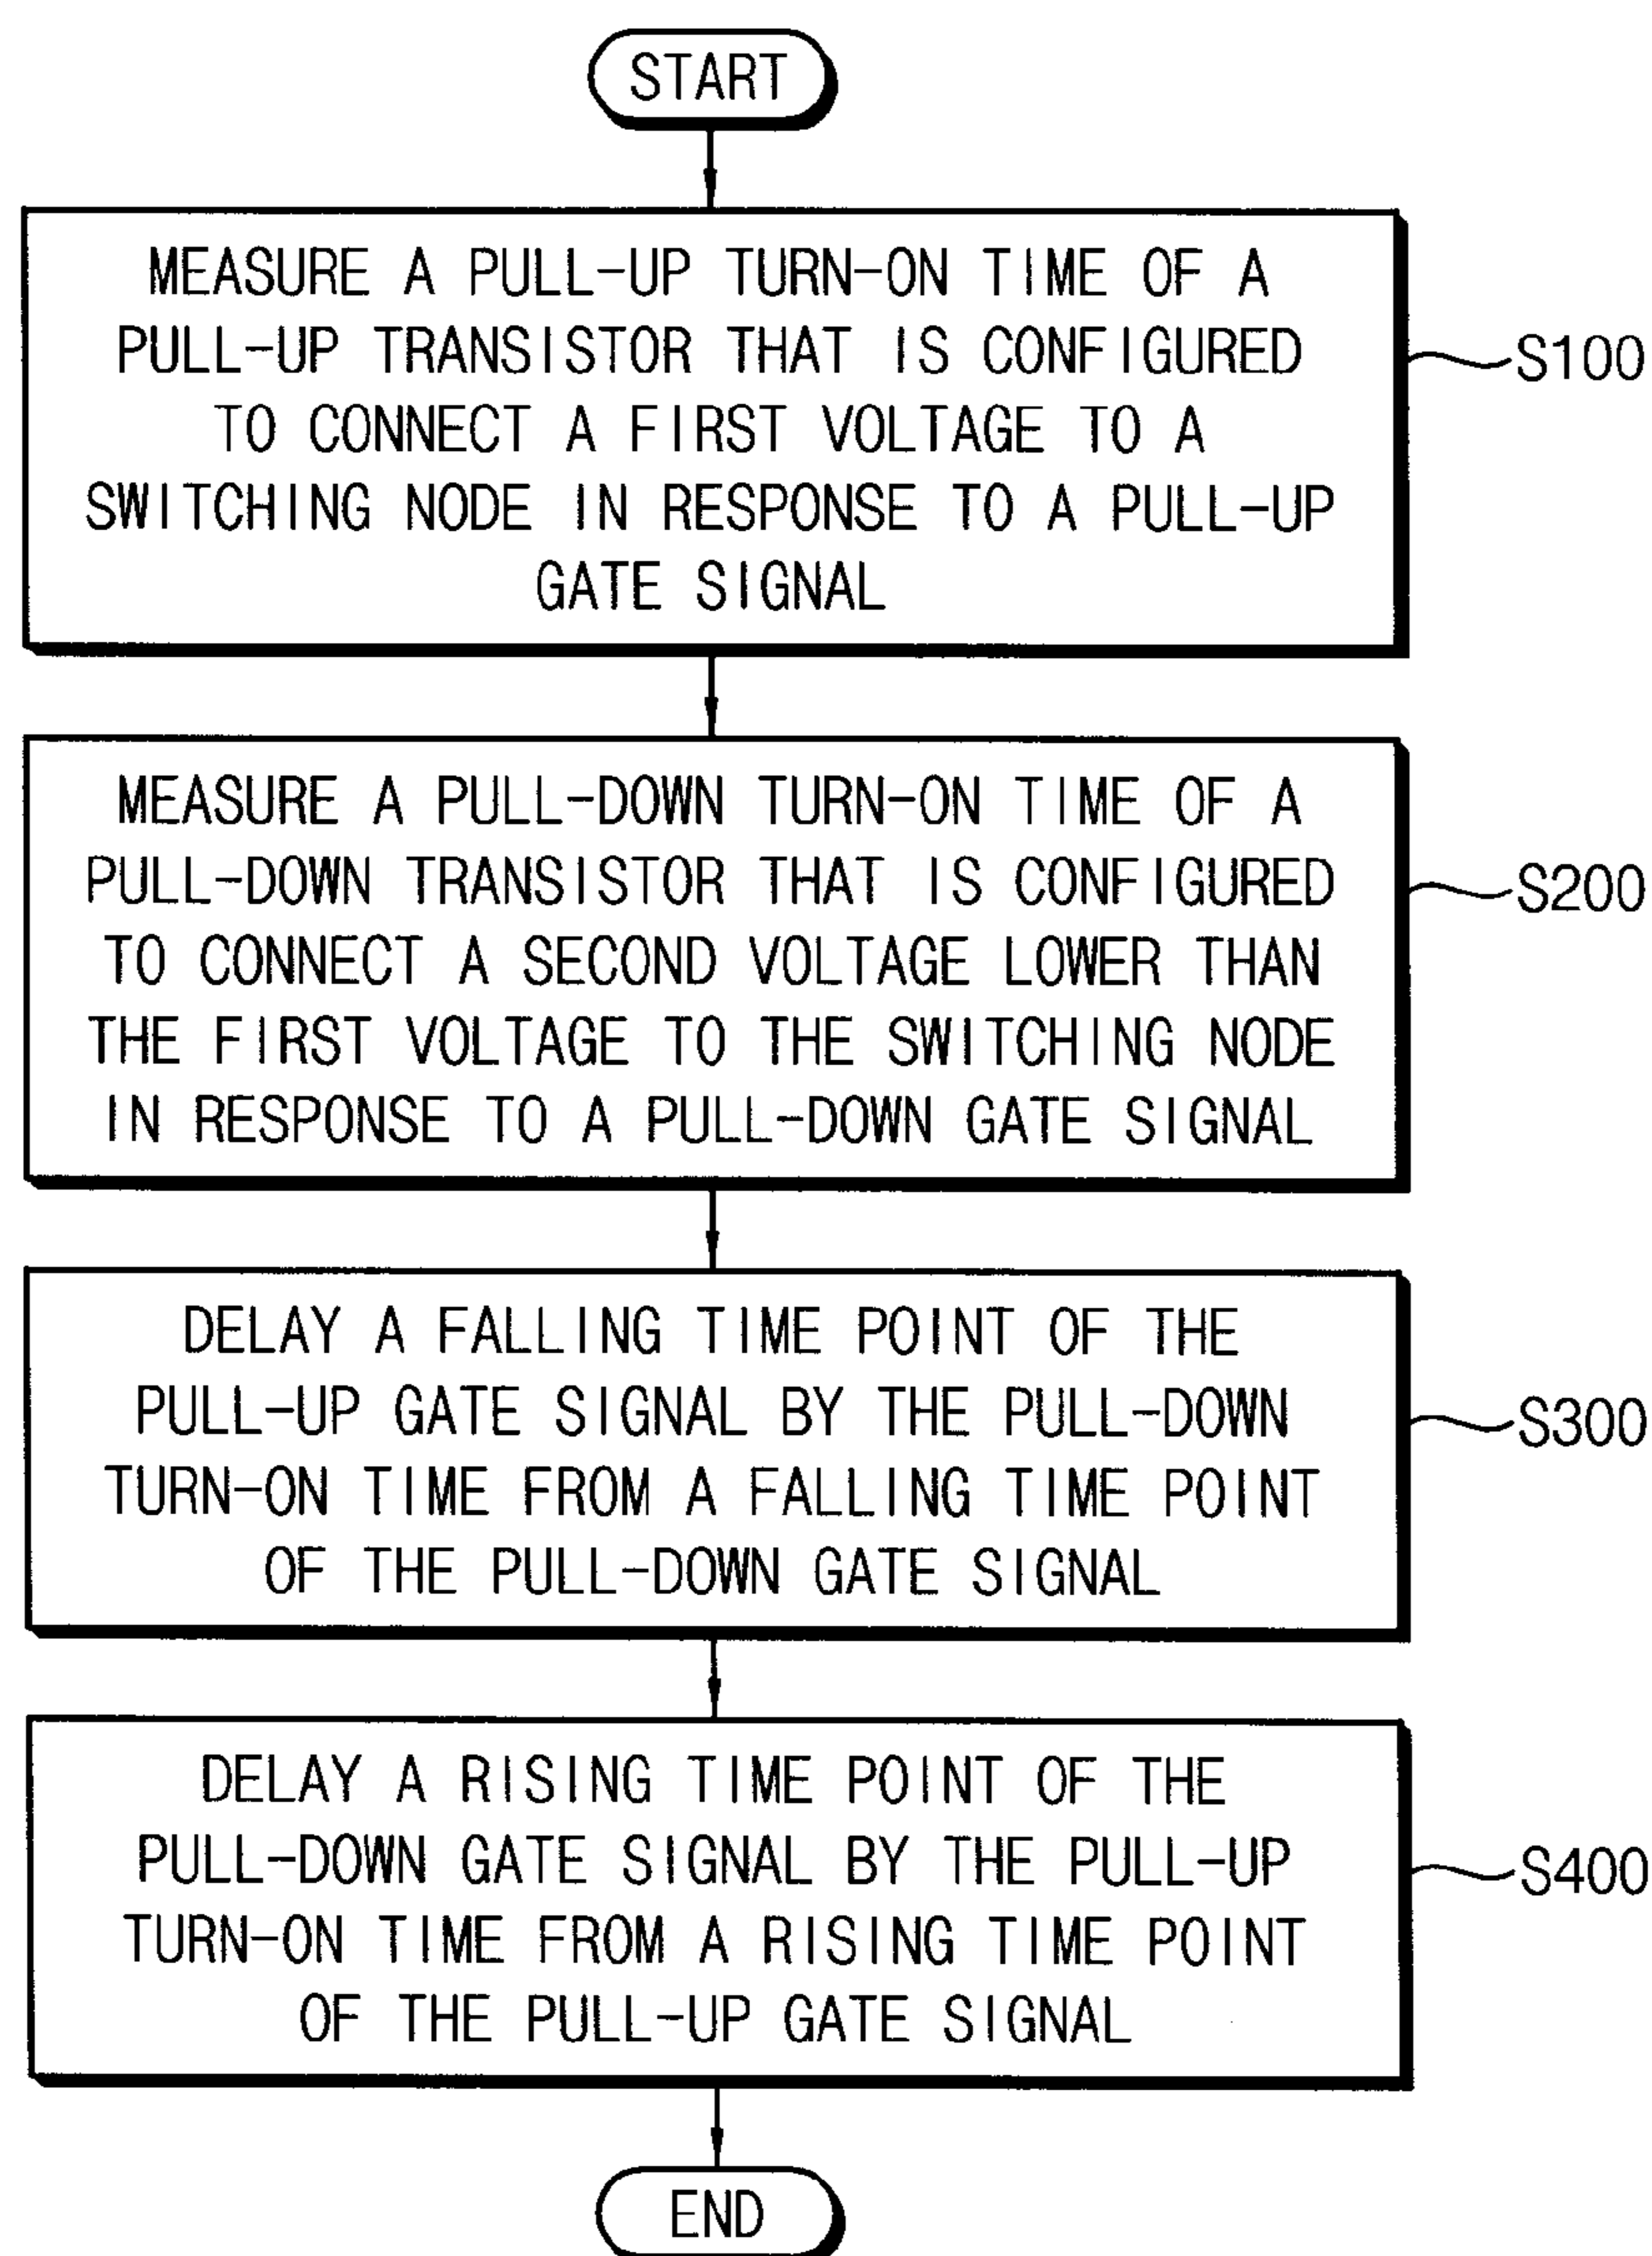 START
MEASURE A PULL-UP TURN-ON TIME OF A
PULL-UP TRANSISTOR THAT IS CONFIGURED
TO CONNECT A FIRST VOLTAGE TO A
SWITCHING NODE IN RESPONSE TO A PULL-UP
GATE SIGNAL
S100
MEASURE A PULL-DOWN TURN-ON TIME OF A
PULL-DOWN TRANSISTOR THAT IS CONFIGURED
TO CONNECT A SECOND VOLTAGE LOWER THAN
THE FIRST VOLTAGE TO THE SWITCHING NODE
IN RESPONSE TO A PULL-DOWN GATE SIGNAL
S200
DELAY A FALLING TIME POINT OF THE
PULL-UP GATE SIGNAL BY THE PULL-DOWN
TURN-ON TIME FROM A FALLING TIME POINT
OF THE PULL-DOWN GATE SIGNAL
S300
DELAY A RISING TIME POINT OF THE
PULL-DOWN GATE SIGNAL BY THE PULL-UP
TURN-ON TIME FROM A RISING TIME POINT
OF THE PULL-UP GATE SIGNAL
S400
END